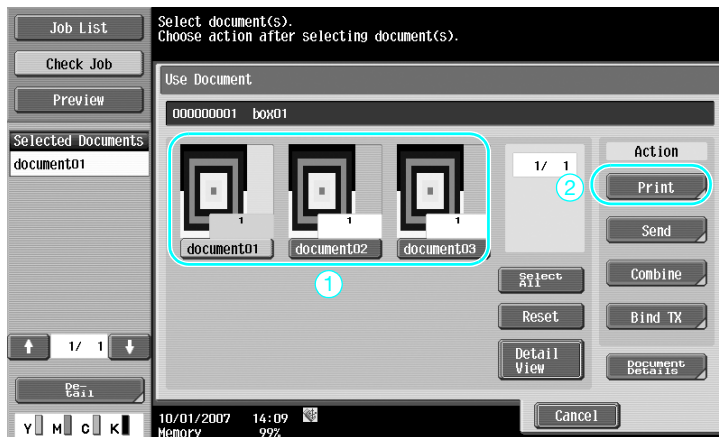 Job List
Check Job
Preview
Selected Documents
document01
1/ 1
De-
tail
Y M C K
Select document(s).
Choose action after selecting document(s).
Use Document
000000001 box01
1
document01
1
document02
1
document03
1
1/ 1
2
Select
All
Reset
Detail
View
Action
Print
Send
Combine
Bind TX
Document
Details
Cancel
10/01/2007 14:09
Memory 99%